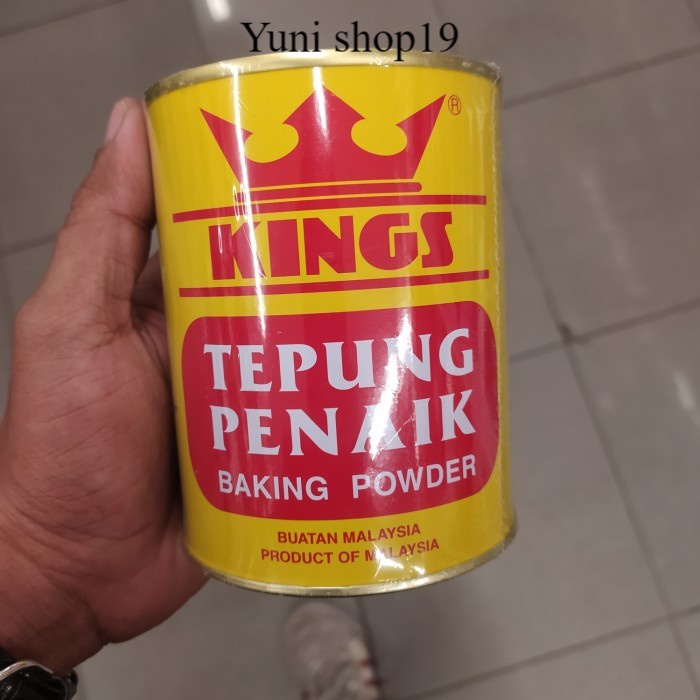 Yuni shop19
®
KINGS
TEPUNG
PENAIK
BAKING POWDER
BUATAN MALAYSIA
PRODUCT OF MALAYSIA